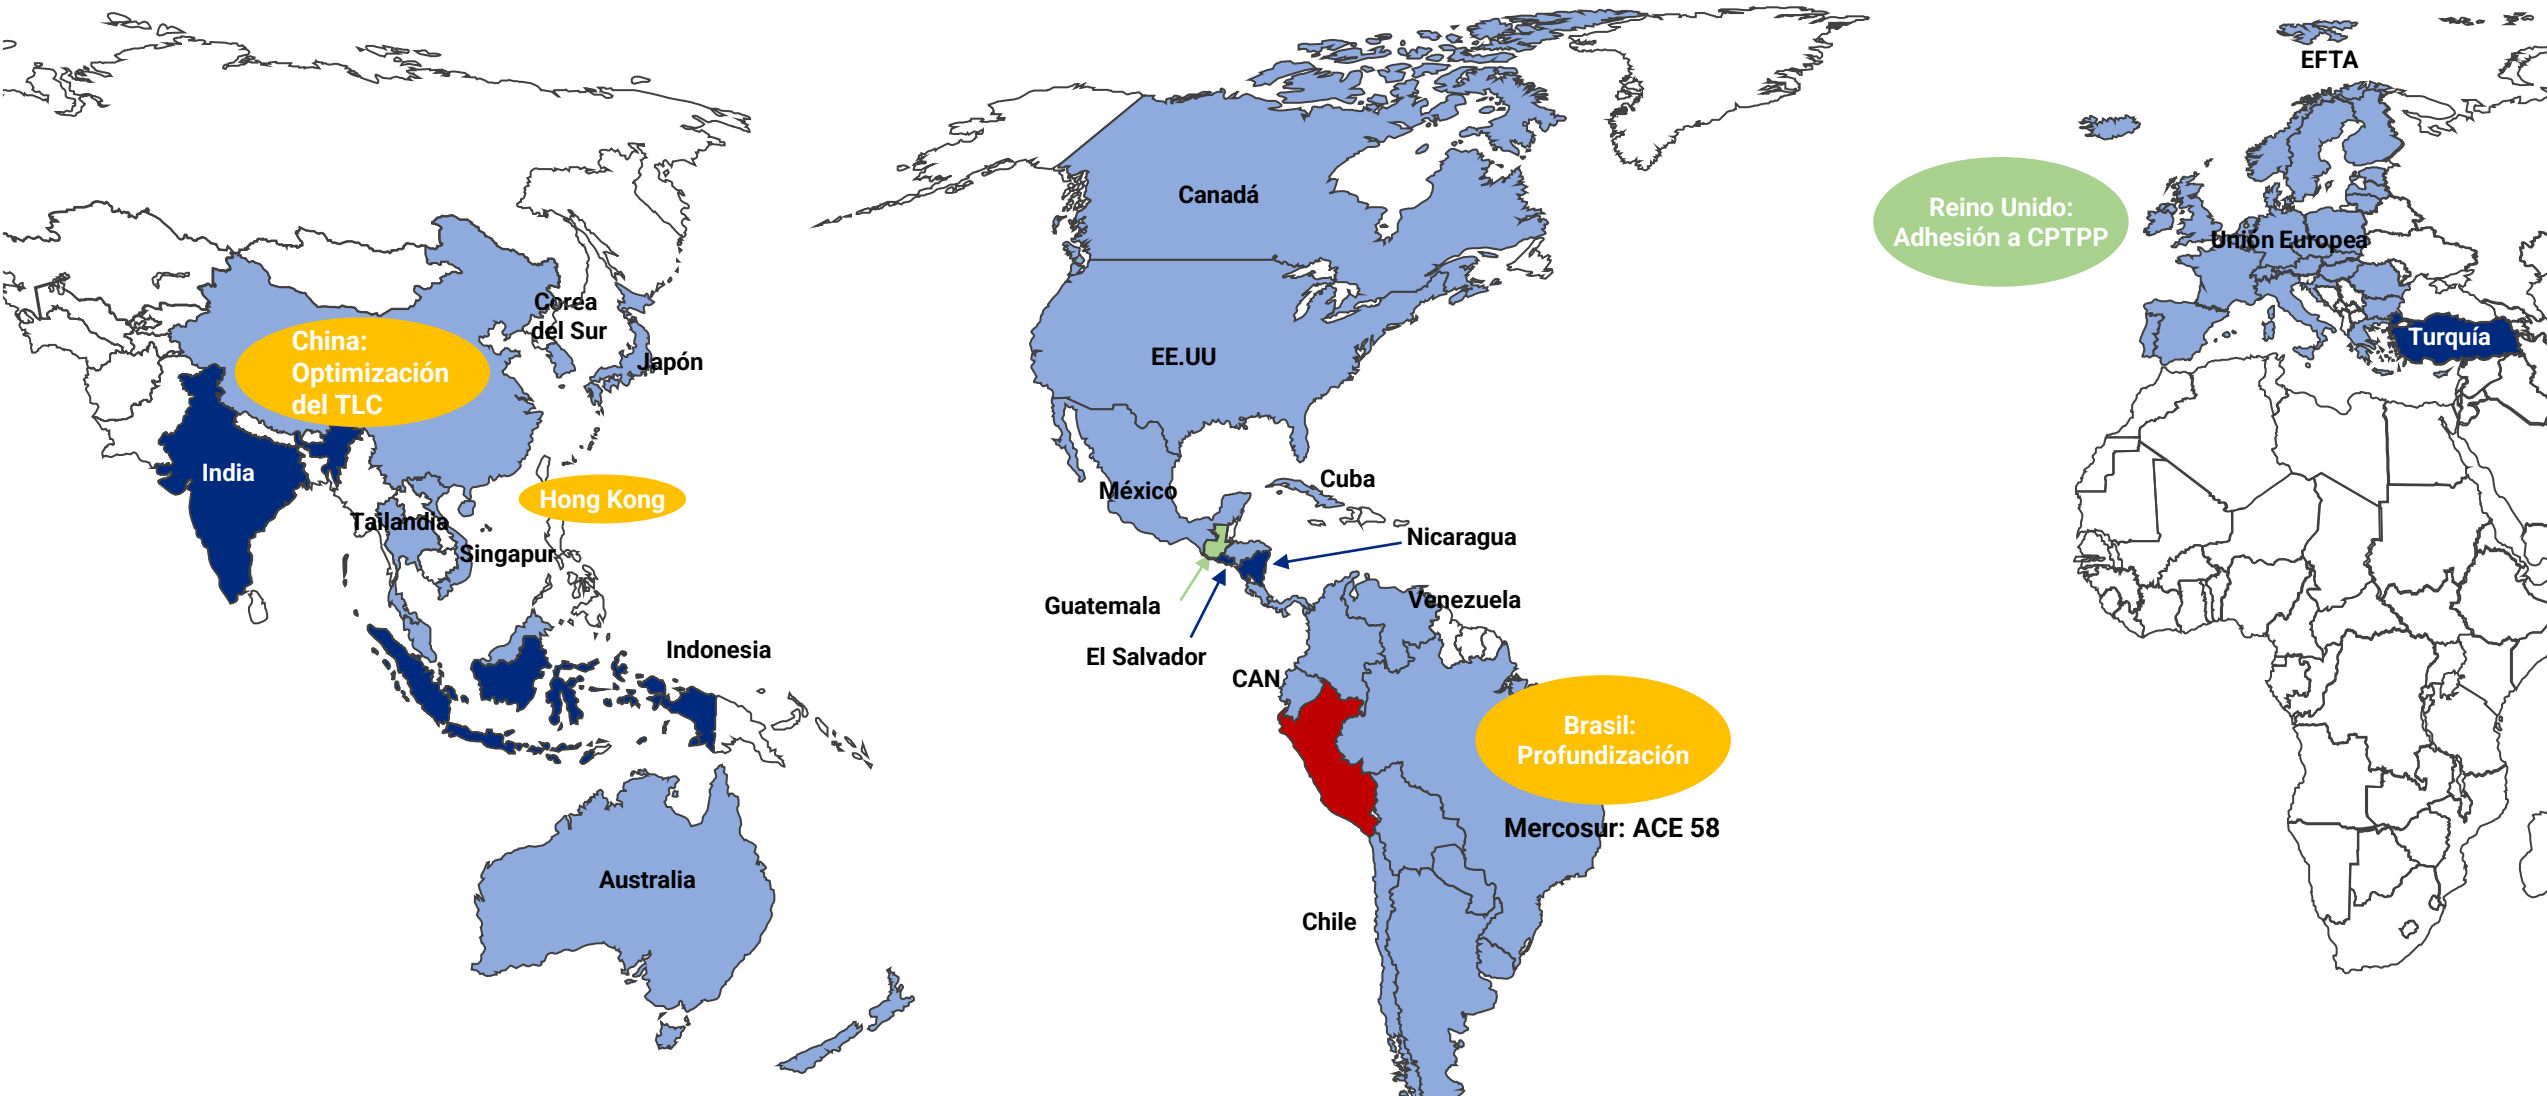 EFTA
Canadá
Reino Unido:
Adhesión a CPTPP
Unión Europea
Corea
del Sur
China:
Optimización
del TLC
Japón
EE.UU
Turquía
India
México
Cuba
Hong Kong
Tailandia
Singapur
Nicaragua
Guatemala
Venezuela
El Salvador
Indonesia
CAN
Brasil:
Profundización
Mercosur: ACE 58
Australia
Chile